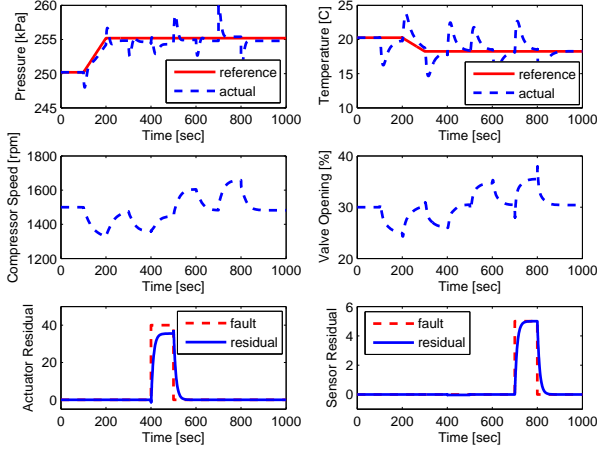 260
255
250
245
Pressure [kPa]
reference
actual
0 200 400 600 800 1000
Time [sec]
25
20
15
10
Temperature [C]
reference
actual
0 200 400 600 800 1000
Time [sec]
1800
1600
1400
1200
Compressor Speed [rpm]
0 200 400 600 800 1000
Time [sec]
40
30
20
Valve Opening [%]
0 200 400 600 800 1000
Time [sec]
40
20
0
Actuator Residual
fault
residual
0 200 400 600 800 1000
Time [sec]
6
4
2
0
Sensor Residual
fault
residual
0 200 400 600 800 1000
Time [sec]